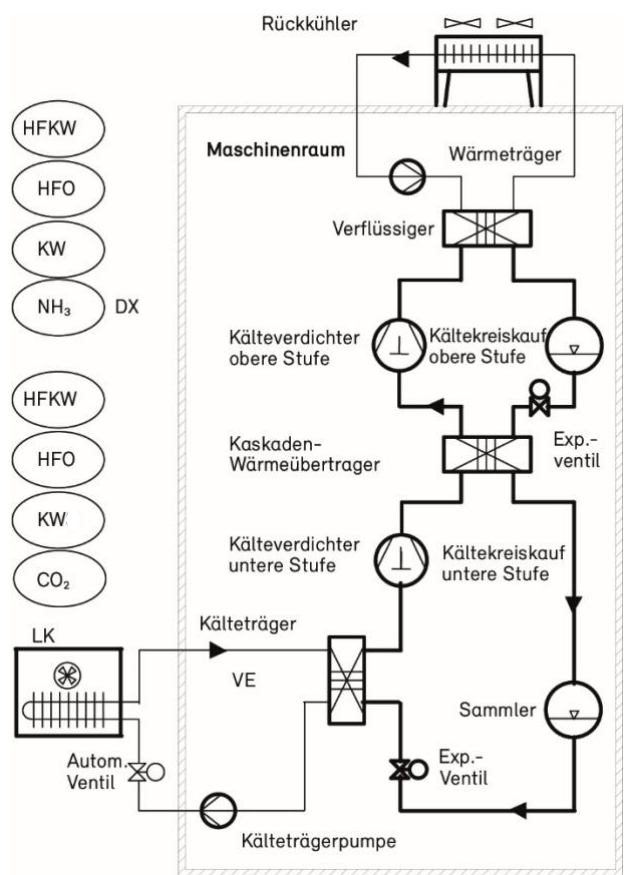 Rückkühler
HFKW
Maschinenraum
Wärmeträger
HFO
Verflüssiger
KW
NH₃ DX
Kälteverdichter
obere Stufe
Kältekreiskauf
obere Stufe
HFKW
Kaskaden-
Wärmeübertrager
Exp.-
ventil
HFO
KW
Kälteverdichter
untere Stufe
Kältekreiskauf
untere Stufe
CO₂
Kälteträger
LK
VE
Sammler
Autom.
Ventil
Exp.-
Ventil
Kälteträgerpumpe